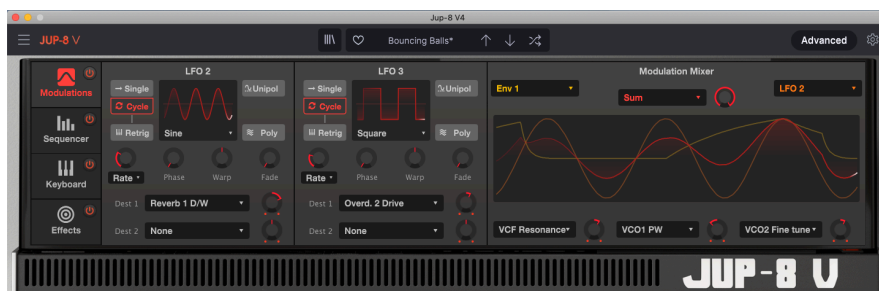 Jup-8 V4
JUP-8 V
Bouncing Balls*
Advanced
Modulations
Sequencer
Keyboard
Effects
LFO 2
Single
Cycle
Retrig
Unipol
Sine
Poly
Rate Phase Warp Fade
Dest 1 Reverb 1 D/W
Dest 2 None
LFO 3
Single
Cycle
Retrig
Unipol
Square
Poly
Rate Phase Warp Fade
Dest 1 Overd. 2 Drive
Dest 2 None
Modulation Mixer
Env 1 Sum LFO 2
VCF Resonance VCO1 PW VCO2 Fine tune
JUP-8 V